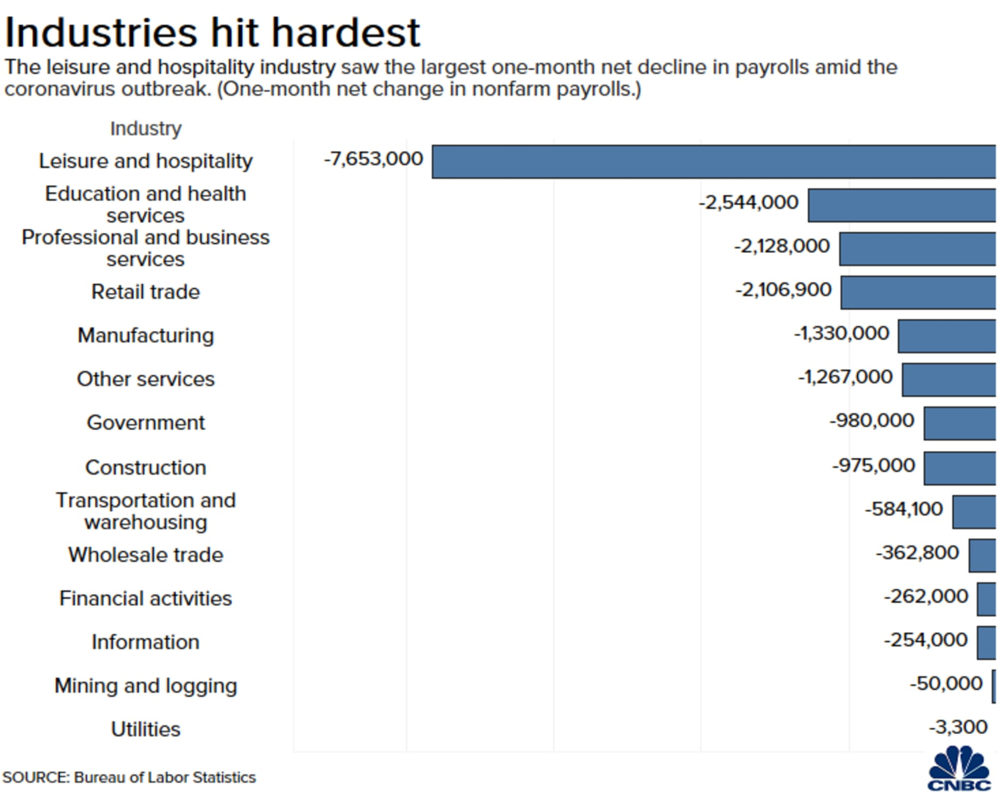 Industries hit hardest
The leisure and hospitality industry saw the largest one-month net decline in payrolls amid the
coronavirus outbreak. (One-month net change in nonfarm payrolls.)
Industry
Leisure and hospitality
-7,653,000
Education and health
services
-2,544,000
Professional and business
services
-2,128,000
Retail trade
-2,106,900
Manufacturing
-1,330,000
Other services
-1,267,000
Government
-980,000
Construction
-975,000
Transportation and
warehousing
-584,100
Wholesale trade
-362,800
Financial activities
-262,000
Information
-254,000
Mining and logging
-50,000
Utilities
-3,300
SOURCE: Bureau of Labor Statistics
CNBC